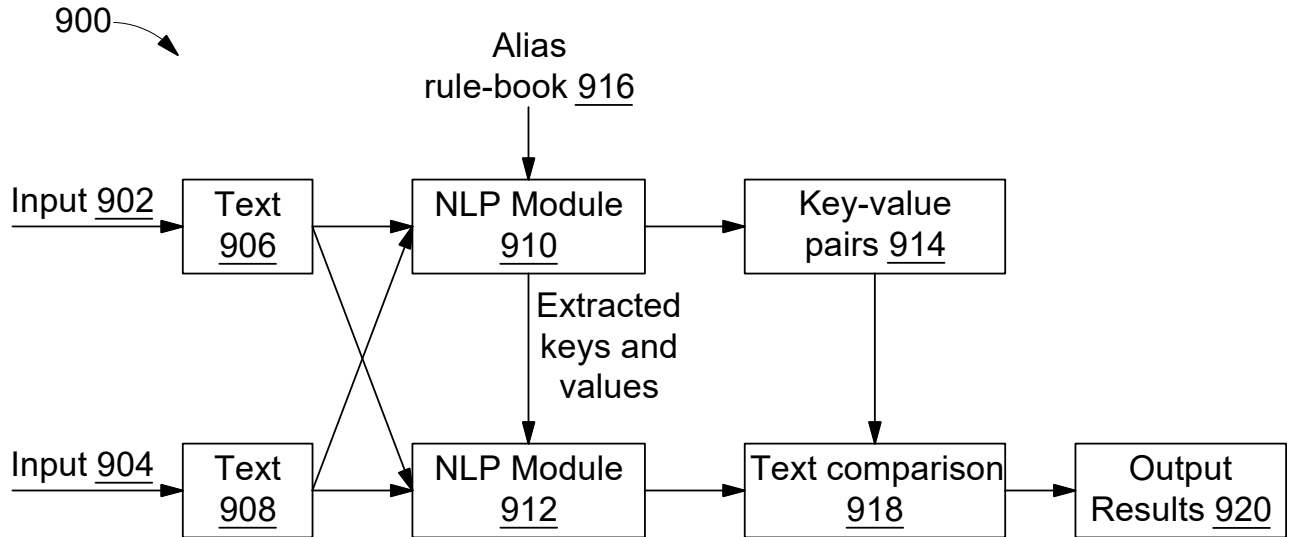 900
Alias
rule-book 916
Input 902
Text
906
NLP Module
910
Key-value
pairs 914
Extracted
keys and
values
Input 904
Text
908
NLP Module
912
Text comparison
918
Output
Results 920